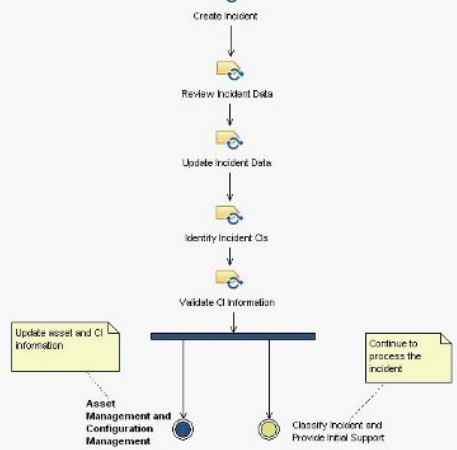 Create Incident
Review Incident Data
Update Incident Data
Identify Incident CIs
Validate CI Information
Update asset and CI
information
Continue to
process the
incident
Asset
Management and
Configuration
Management
Classify Incident and
Provide Initial Support